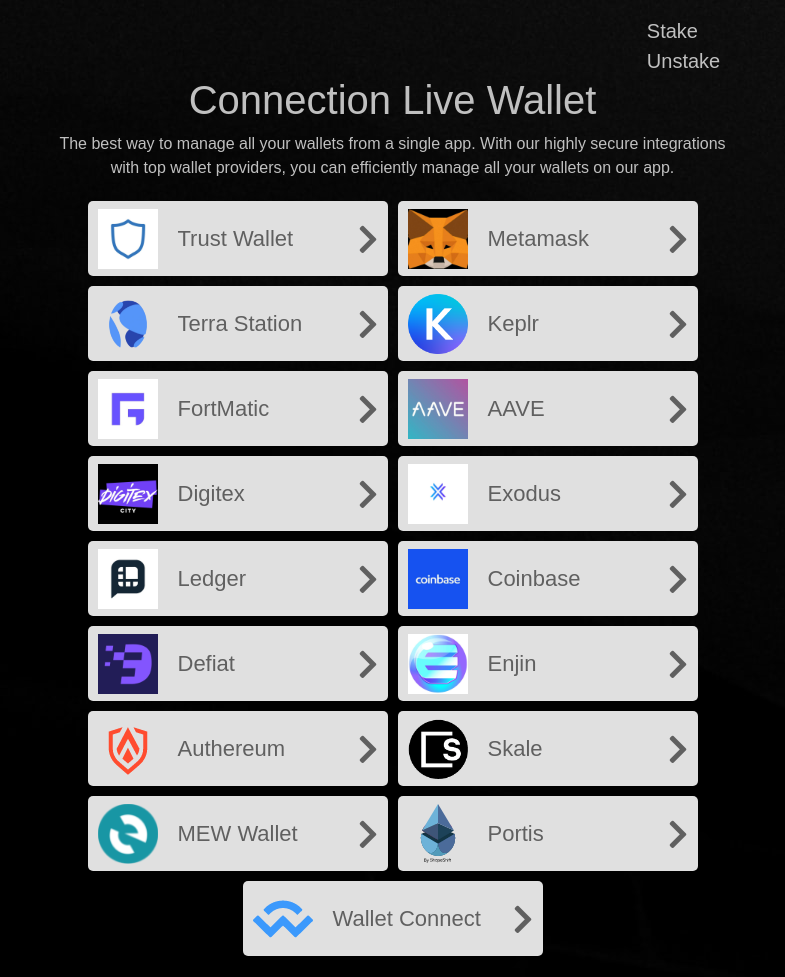 Stake
Unstake
Connection Live Wallet
The best way to manage all your wallets from a single app. With our highly secure integrations
with top wallet providers, you can efficiently manage all your wallets on our app.
Trust Wallet
Metamask
Terra Station
Keplr
FortMatic
AAVE
AAVE
DIGITEX
CITY
Digitex
Exodus
Ledger
coinbase
Coinbase
Defiat
Enjin
Authereum
S
Skale
MEW Wallet
By ShapeShift
Portis
Wallet Connect